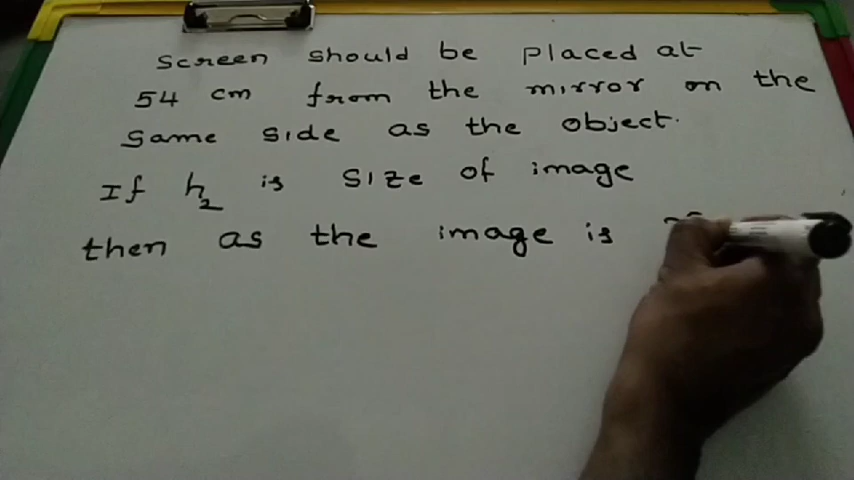 Screen should be placed at
54 cm from the mirror on the
same side as the object.
If h2 is size of image
then as the image is